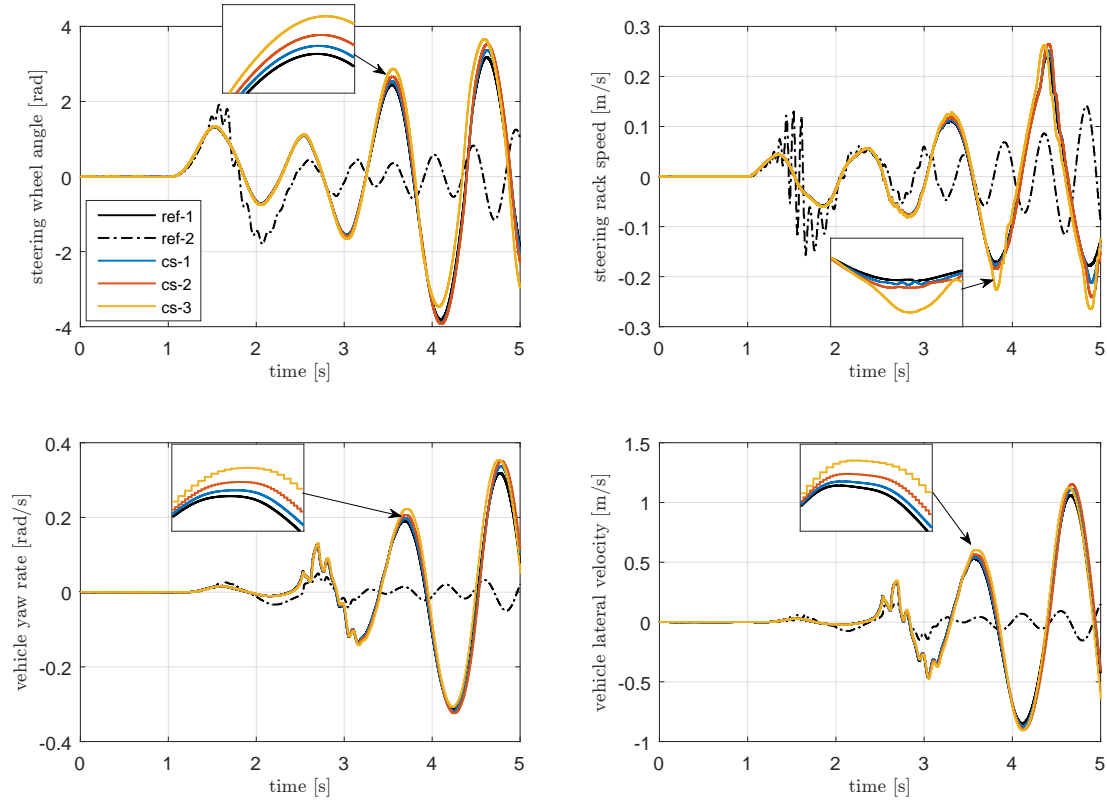 steering wheel angle [rad]
4
2
0
-2
-4
ref-1
ref-2
cs-1
cs-2
cs-3
0 1 2 3 4 5
time [s]
steering rack speed [m/s]
0.3
0.2
0.1
0
-0.1
-0.2
-0.3
0 1 2 3 4 5
time [s]
vehicle yaw rate [rad/s]
0.4
0.2
0
-0.2
-0.4
0 1 2 3 4 5
time [s]
vehicle lateral velocity [m/s]
1.5
1
0.5
0
-0.5
-1
0 1 2 3 4 5
time [s]